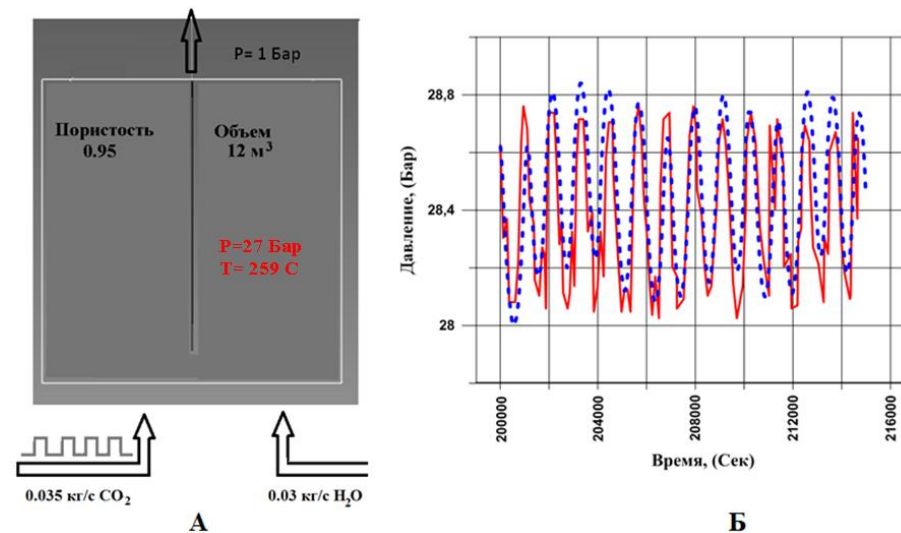 P= 1 Бар
Пористость
0.95
Объем
12 м³
P=27 Бар
T= 259 C
0.035 кг/с CO₂
0.03 кг/с H₂O
А
Давление, (Бар)
28,8
28,4
28
200000
204000
208000
212000
216000
Время, (Сек)
Б